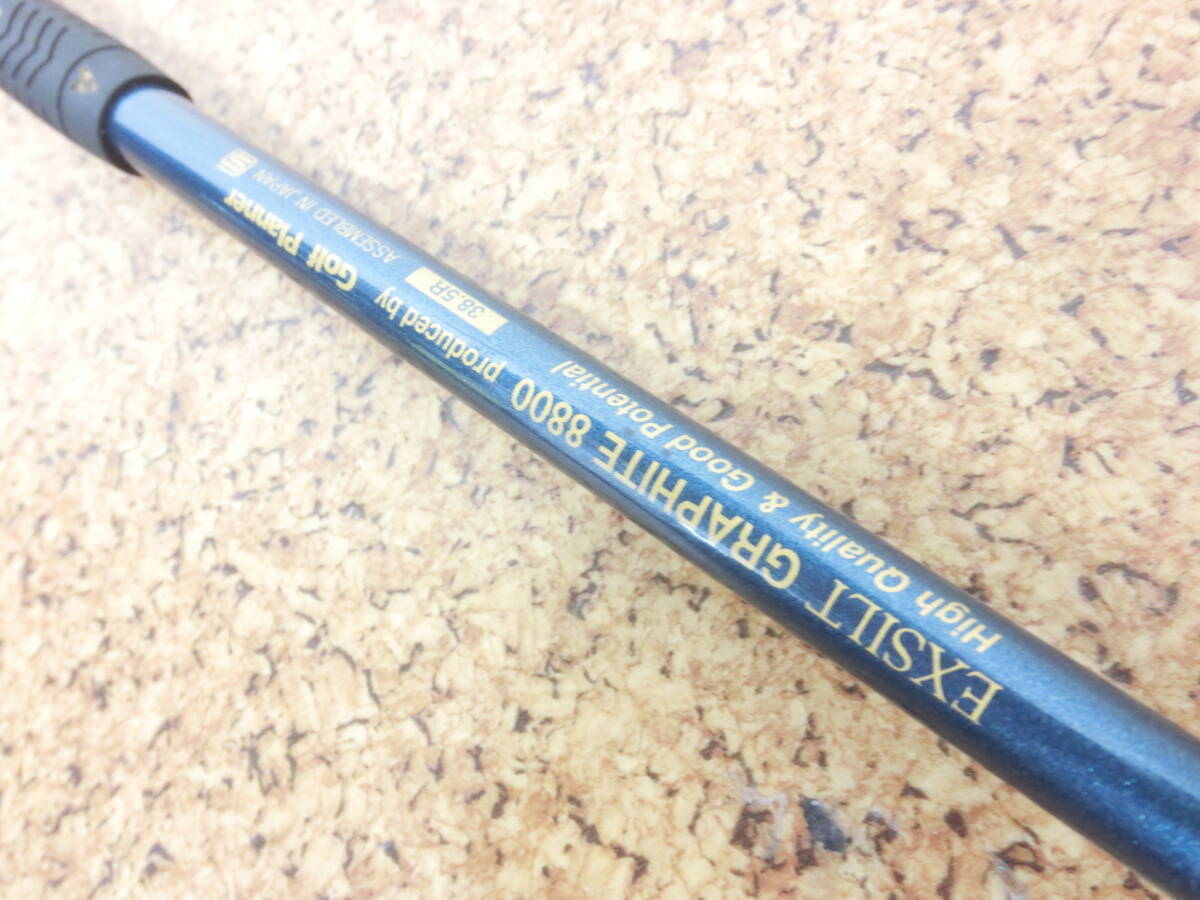 EXSILT GRAPHITE 8800 produced by Golf Planner
High Quality & Good Potential
38.5R
ASSEMBLED IN JAPAN